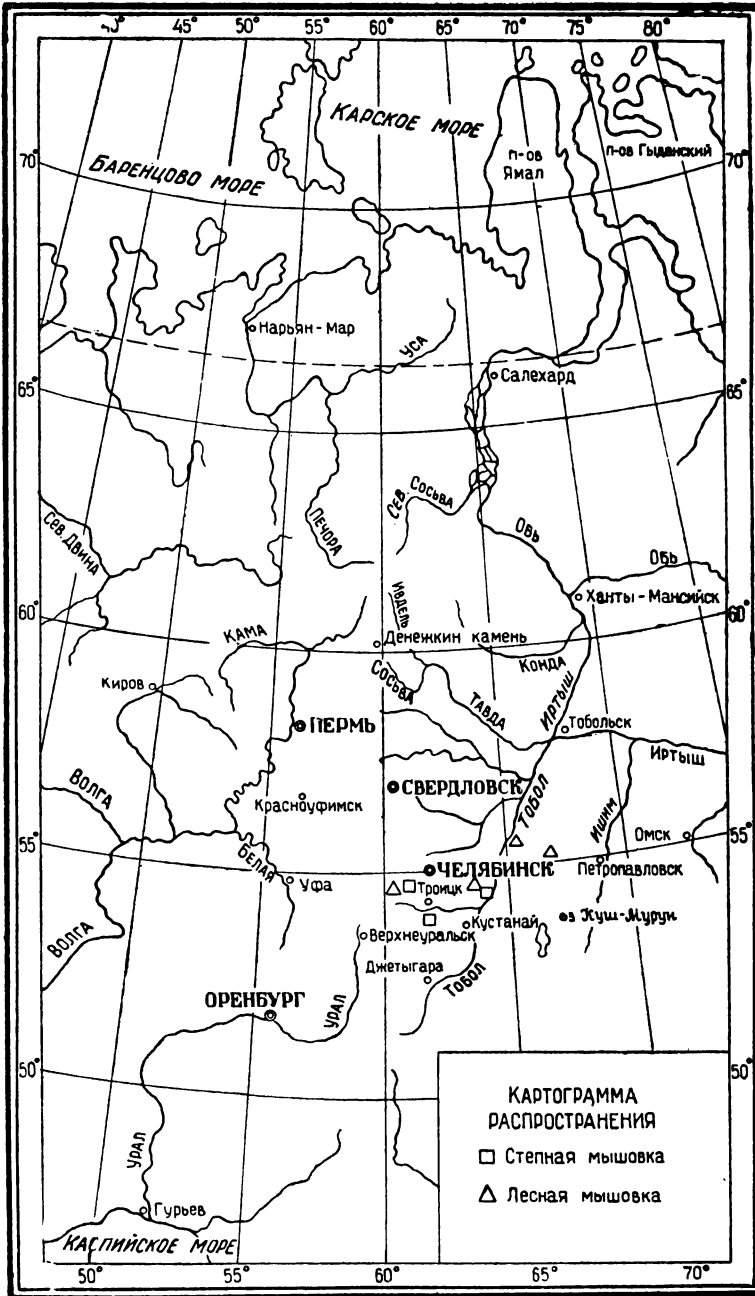 45° 50° 55° 60° 65° 70° 75° 80°
КАРСКОЕ МОРЕ
БАРЕНЦОВО МОРЕ
п-ов
Ямал
п-ов Гыданский
70° 70°
Нарьян-Мар
Уса
Салехард
65° 65°
Сев. Сосьва
Печора
Обь
Обь
Сев. Двина
Ивдель
Ханты-Мансийск
60° 60°
Кама
Денежкин камень
Конда
Киров
Сосьва
Тавда
Иртыш
Тобольск
ПЕРМЬ
Иртыш
Волга
СВЕРДЛОВСК
Красноуфимск
Тобол
Ишим
Омск
55° 55°
Белая
ЧЕЛЯБИНСК
Петропавловск
Уфа
Троицк
Волга
Верхнеуральск
Кустанай
оз Куш-Мурун
Джетыгара
Тобол
ОРЕНБУРГ
Урал
50° 50°
КАРТОГРАММА
РАСПРОСТРАНЕНИЯ
Степная мышовка
Лесная мышовка
Урал
Гурьев
КАСПИЙСКОЕ МОРЕ
50° 55° 60° 65° 70°